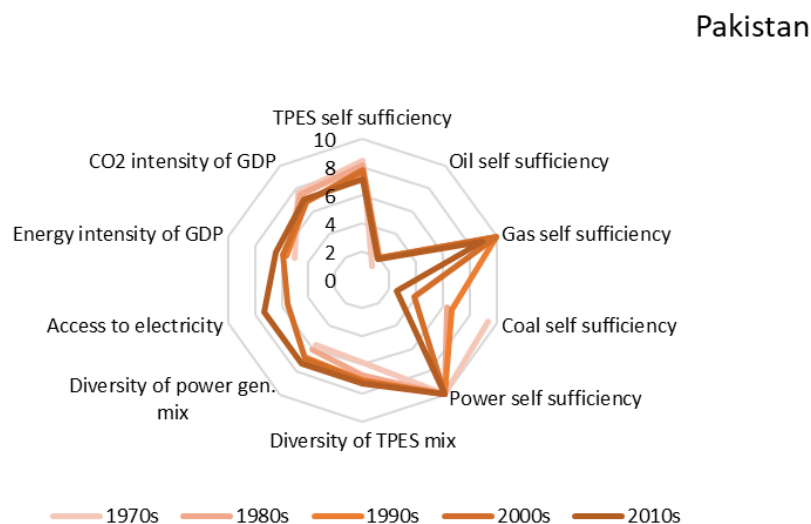 Pakistan
TPES self sufficiency
10
CO2 intensity of GDP
Oil self sufficiency
8
6
Energy intensity of GDP
4
Gas self sufficiency
2
0
Access to electricity
Coal self sufficiency
Diversity of power gen.
mix
Power self sufficiency
Diversity of TPES mix
1970s 1980s 1990s 2000s 2010s